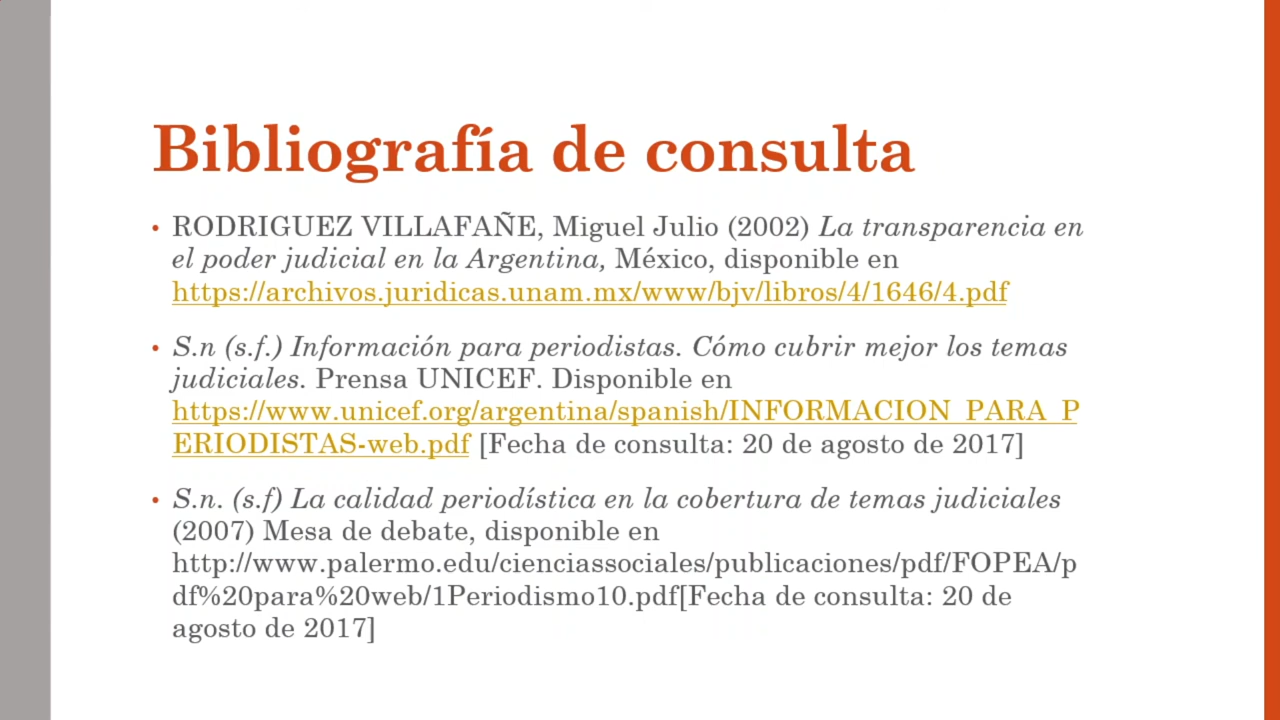 Bibliografía de consulta
• RODRIGUEZ VILLAFAÑE, Miguel Julio (2002) La transparencia en
el poder judicial en la Argentina, México, disponible en
https://archivos.juridicas.unam.mx/www/bjv/libros/4/1646/4.pdf
• S.n (s.f.) Información para periodistas. Cómo cubrir mejor los temas
judiciales. Prensa UNICEF. Disponible en
https://www.unicef.org/argentina/spanish/INFORMACION_PARA_P
ERIODISTAS-web.pdf [Fecha de consulta: 20 de agosto de 2017]
• S.n. (s.f) La calidad periodística en la cobertura de temas judiciales
(2007) Mesa de debate, disponible en
http://www.palermo.edu/cienciassociales/publicaciones/pdf/FOPEA/p
df%20para%20web/1Periodismo10.pdf[Fecha de consulta: 20 de
agosto de 2017]